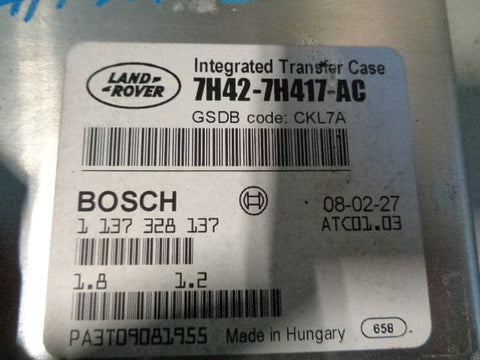 LAND-
ROVER
Integrated Transfer Case
7H42-7H417-AC
GSDB code: CKL7A
BOSCH
08-02-27
1 137 328 137
ATC01.03
1.8 1.2
PA3T09081955 Made in Hungary 658